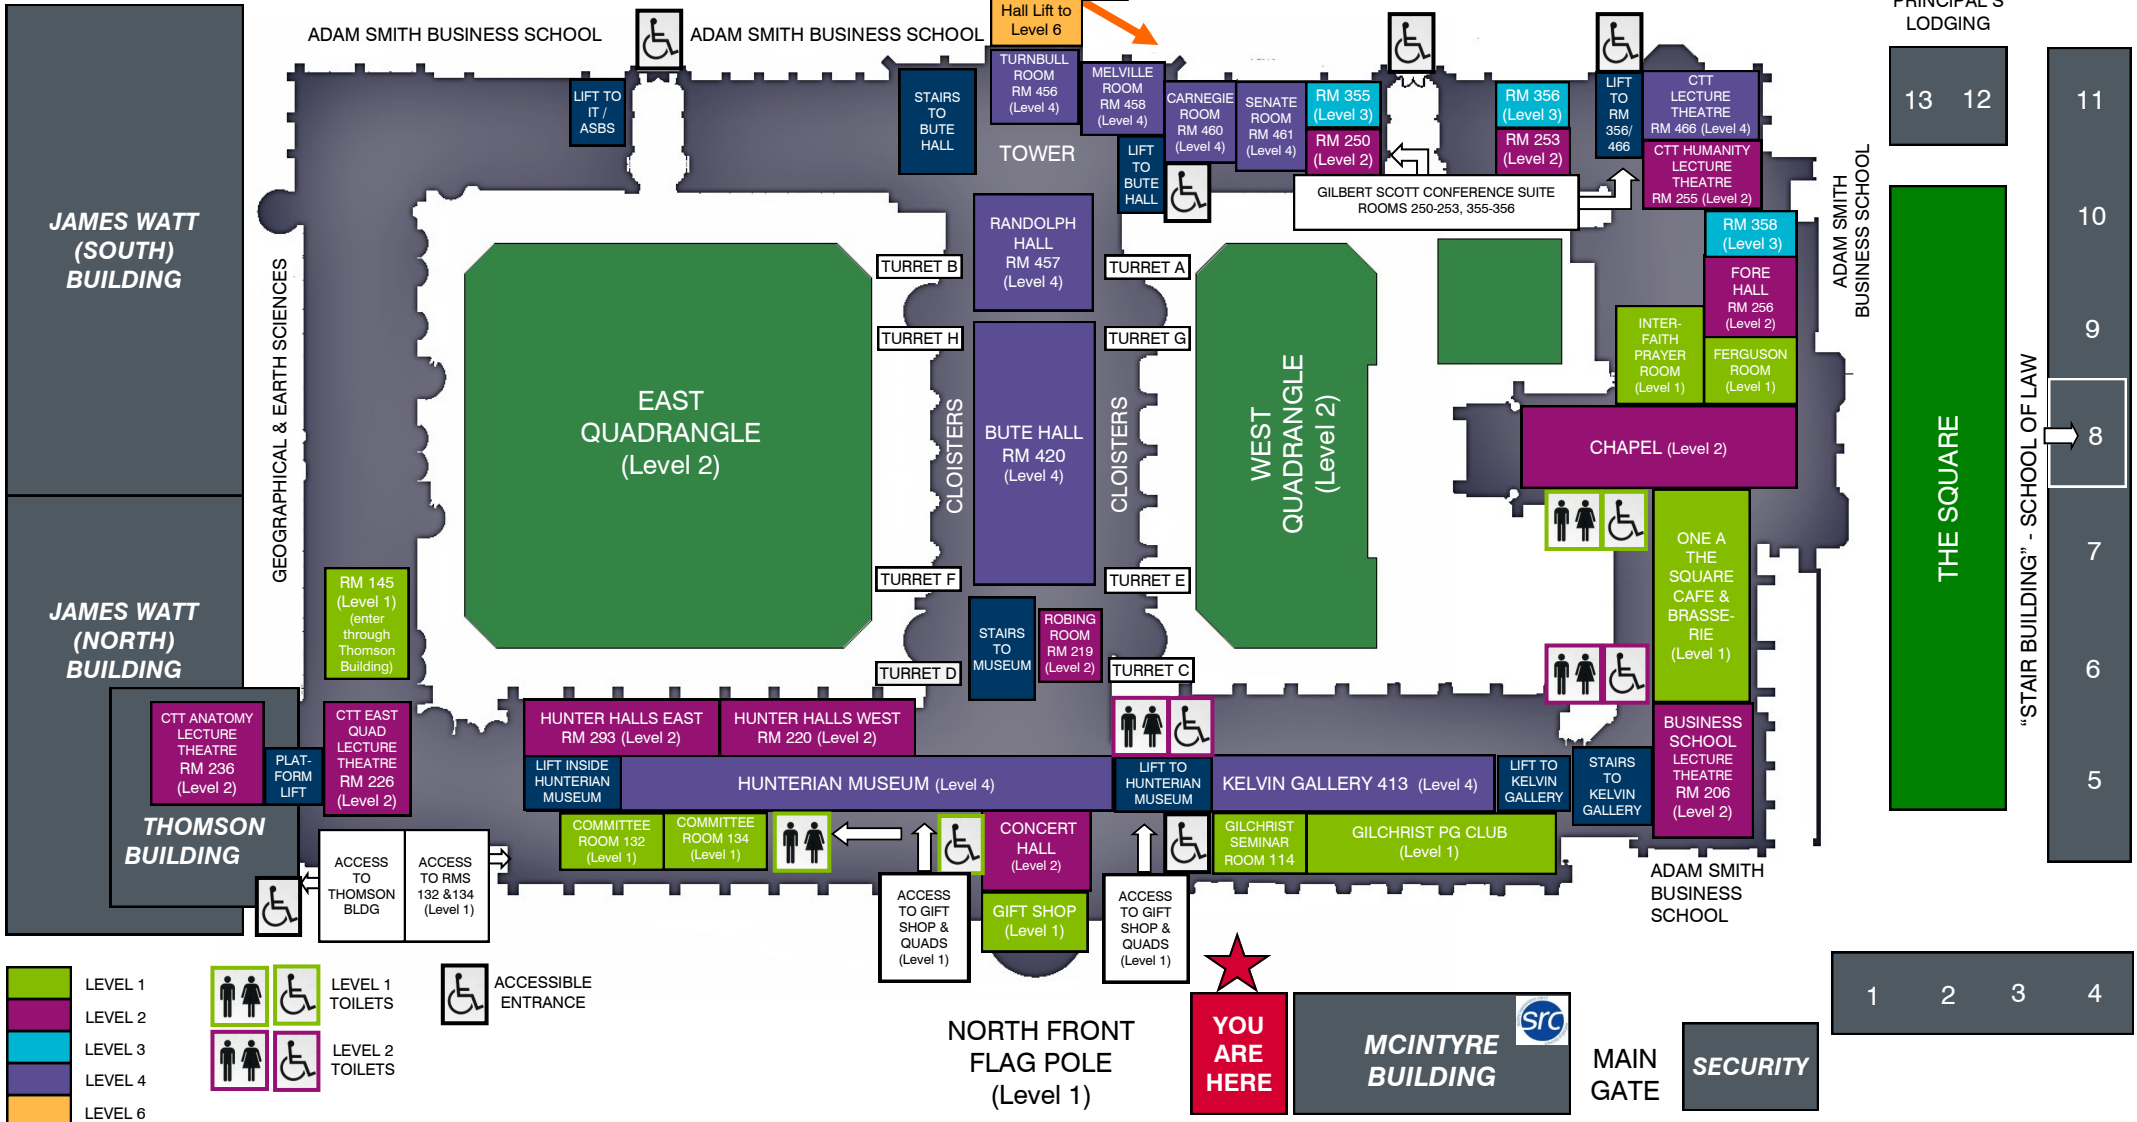 Hall Lift to
Level 6
PRINCIPAL'S
LODGING
ADAM SMITH BUSINESS SCHOOL
ADAM SMITH BUSINESS SCHOOL
JAMES WATT
(SOUTH)
BUILDING
JAMES WATT
(NORTH)
BUILDING
GEOGRAPHICAL & EARTH SCIENCES
LIFT TO
IT /
ASBS
STAIRS
TO
BUTE
HALL
TURNBULL
ROOM
RM 456
(Level 4)
MELVILLE
ROOM
RM 458
(Level 4)
CARNEGIE
ROOM
RM 460
(Level 4)
SENATE
ROOM
RM 461
(Level 4)
RM 355
(Level 3)
RM 250
(Level 2)
RM 356
(Level 3)
RM 253
(Level 2)
LIFT
TO
RM
356/
466
CTT
LECTURE
THEATRE
RM 466 (Level 4)
CTT HUMANITY
LECTURE
THEATRE
RM 255 (Level 2)
TOWER
LIFT
TO
BUTE
HALL
GILBERT SCOTT CONFERENCE SUITE
ROOMS 250-253, 355-356
RANDOLPH
HALL
RM 457
(Level 4)
TURRET B
TURRET A
TURRET H
TURRET G
RM 358
(Level 3)
FORE
HALL
RM 256
(Level 2)
INTER-
FAITH
PRAYER
ROOM
(Level 1)
FERGUSON
ROOM
(Level 1)
ADAM SMITH
BUSINESS SCHOOL
13
12
11
10
9
8
7
6
5
THE SQUARE
"STAIR BUILDING" - SCHOOL OF LAW
EAST
QUADRANGLE
(Level 2)
CLOISTERS
BUTE HALL
RM 420
(Level 4)
CLOISTERS
WEST
QUADRANGLE
(Level 2)
CHAPEL (Level 2)
ONE A
THE
SQUARE
CAFE &
BRASSE-
RIE
(Level 1)
TURRET F
TURRET E
RM 145
(Level 1)
(enter
through
Thomson
Building)
STAIRS
TO
MUSEUM
ROBING
ROOM
RM 219
(Level 2)
TURRET D
TURRET C
CTT ANATOMY
LECTURE
THEATRE
RM 236
(Level 2)
PLAT-
FORM
LIFT
CTT EAST
QUAD
LECTURE
THEATRE
RM 226
(Level 2)
THOMSON
BUILDING
HUNTER HALLS EAST
RM 293 (Level 2)
HUNTER HALLS WEST
RM 220 (Level 2)
LIFT INSIDE
HUNTERIAN
MUSEUM
HUNTERIAN MUSEUM (Level 4)
LIFT TO
HUNTERIAN
MUSEUM
KELVIN GALLERY 413 (Level 4)
LIFT TO
KELVIN
GALLERY
STAIRS
TO
KELVIN
GALLERY
BUSINESS
SCHOOL
LECTURE
THEATRE
RM 206
(Level 2)
COMMITTEE
ROOM 132
(Level 1)
COMMITTEE
ROOM 134
(Level 1)
CONCERT
HALL
(Level 2)
GILCHRIST
SEMINAR
ROOM 114
GILCHRIST PG CLUB
(Level 1)
ACCESS
TO
THOMSON
BLDG
ACCESS
TO RMS
132 &134
(Level 1)
ACCESS
TO GIFT
SHOP &
QUADS
(Level 1)
GIFT SHOP
(Level 1)
ACCESS
TO GIFT
SHOP &
QUADS
(Level 1)
ADAM SMITH
BUSINESS
SCHOOL
LEVEL 1
LEVEL 2
LEVEL 3
LEVEL 4
LEVEL 6
LEVEL 1
TOILETS
LEVEL 2
TOILETS
ACCESSIBLE
ENTRANCE
NORTH FRONT
FLAG POLE
(Level 1)
YOU
ARE
HERE
MCINTYRE
BUILDING
src
MAIN
GATE
SECURITY
1
2
3
4